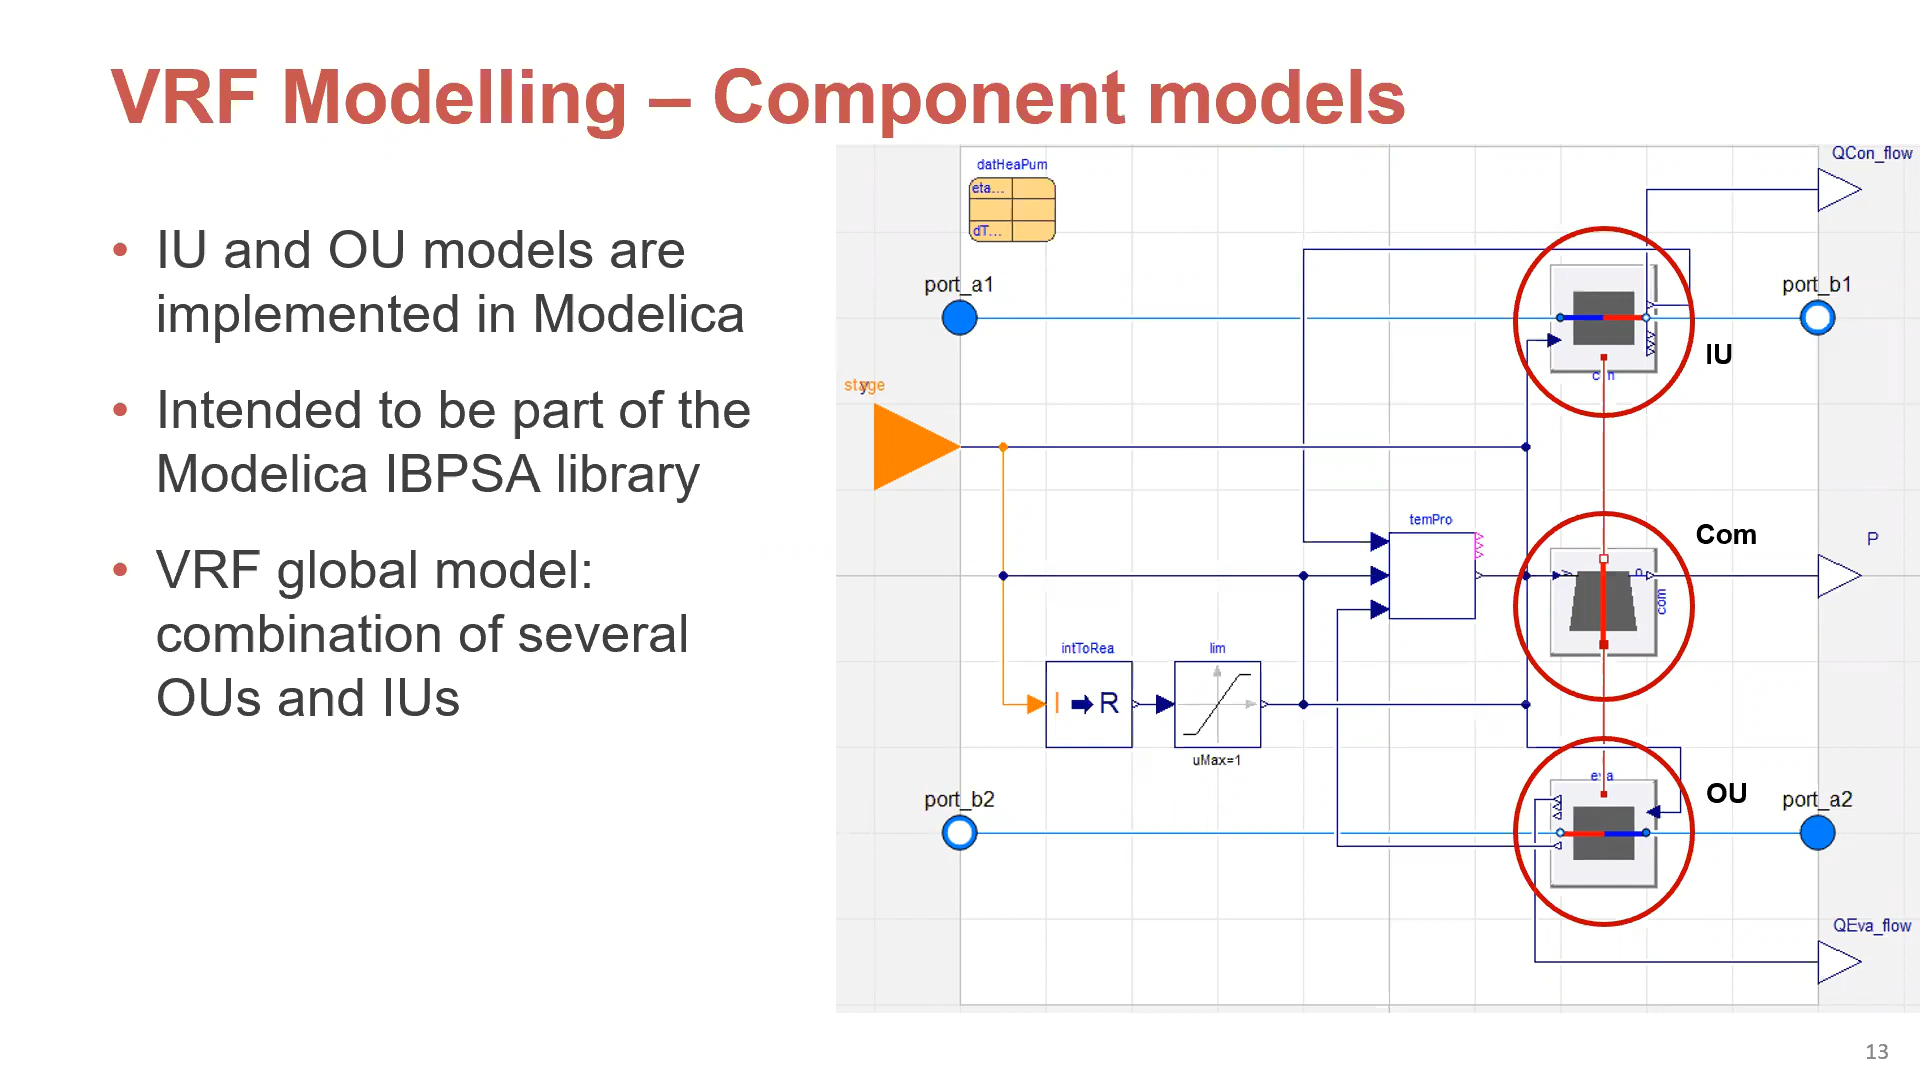 VRF Modelling – Component models
• IU and OU models are
implemented in Modelica
• Intended to be part of the
Modelica IBPSA library
• VRF global model:
combination of several
OUs and IUs
QCon_flow
datHeaPum
eta...
dT...
port_a1
port_b1
IU
stage
temPro
Com
P
com
intToRea
lim
I
R
uMax=1
port_b2
OU
port_a2
QEva_flow
13